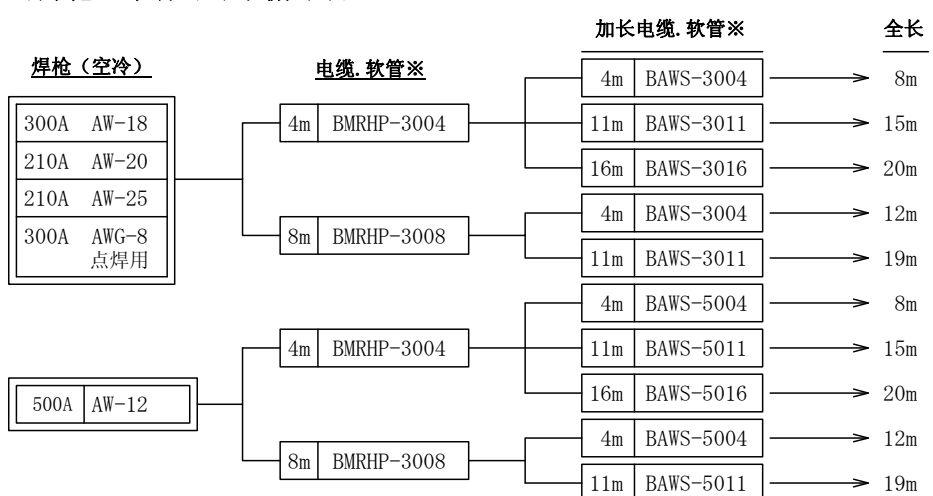 加长电缆.软管※ 全长
焊枪（空冷） 电缆.软管※
4m BAWS-3004 8m
300A AW-18 4m BMRHP-3004 11m BAWS-3011 15m
210A AW-20 16m BAWS-3016 20m
210A AW-25
4m BAWS-3004 12m
300A AWG-8 8m BMRHP-3008
点焊用 11m BAWS-3011 19m
4m BAWS-5004 8m
4m BMRHP-3004 11m BAWS-5011 15m
500A AW-12 16m BAWS-5016 20m
4m BAWS-5004 12m
8m BMRHP-3008
11m BAWS-5011 19m